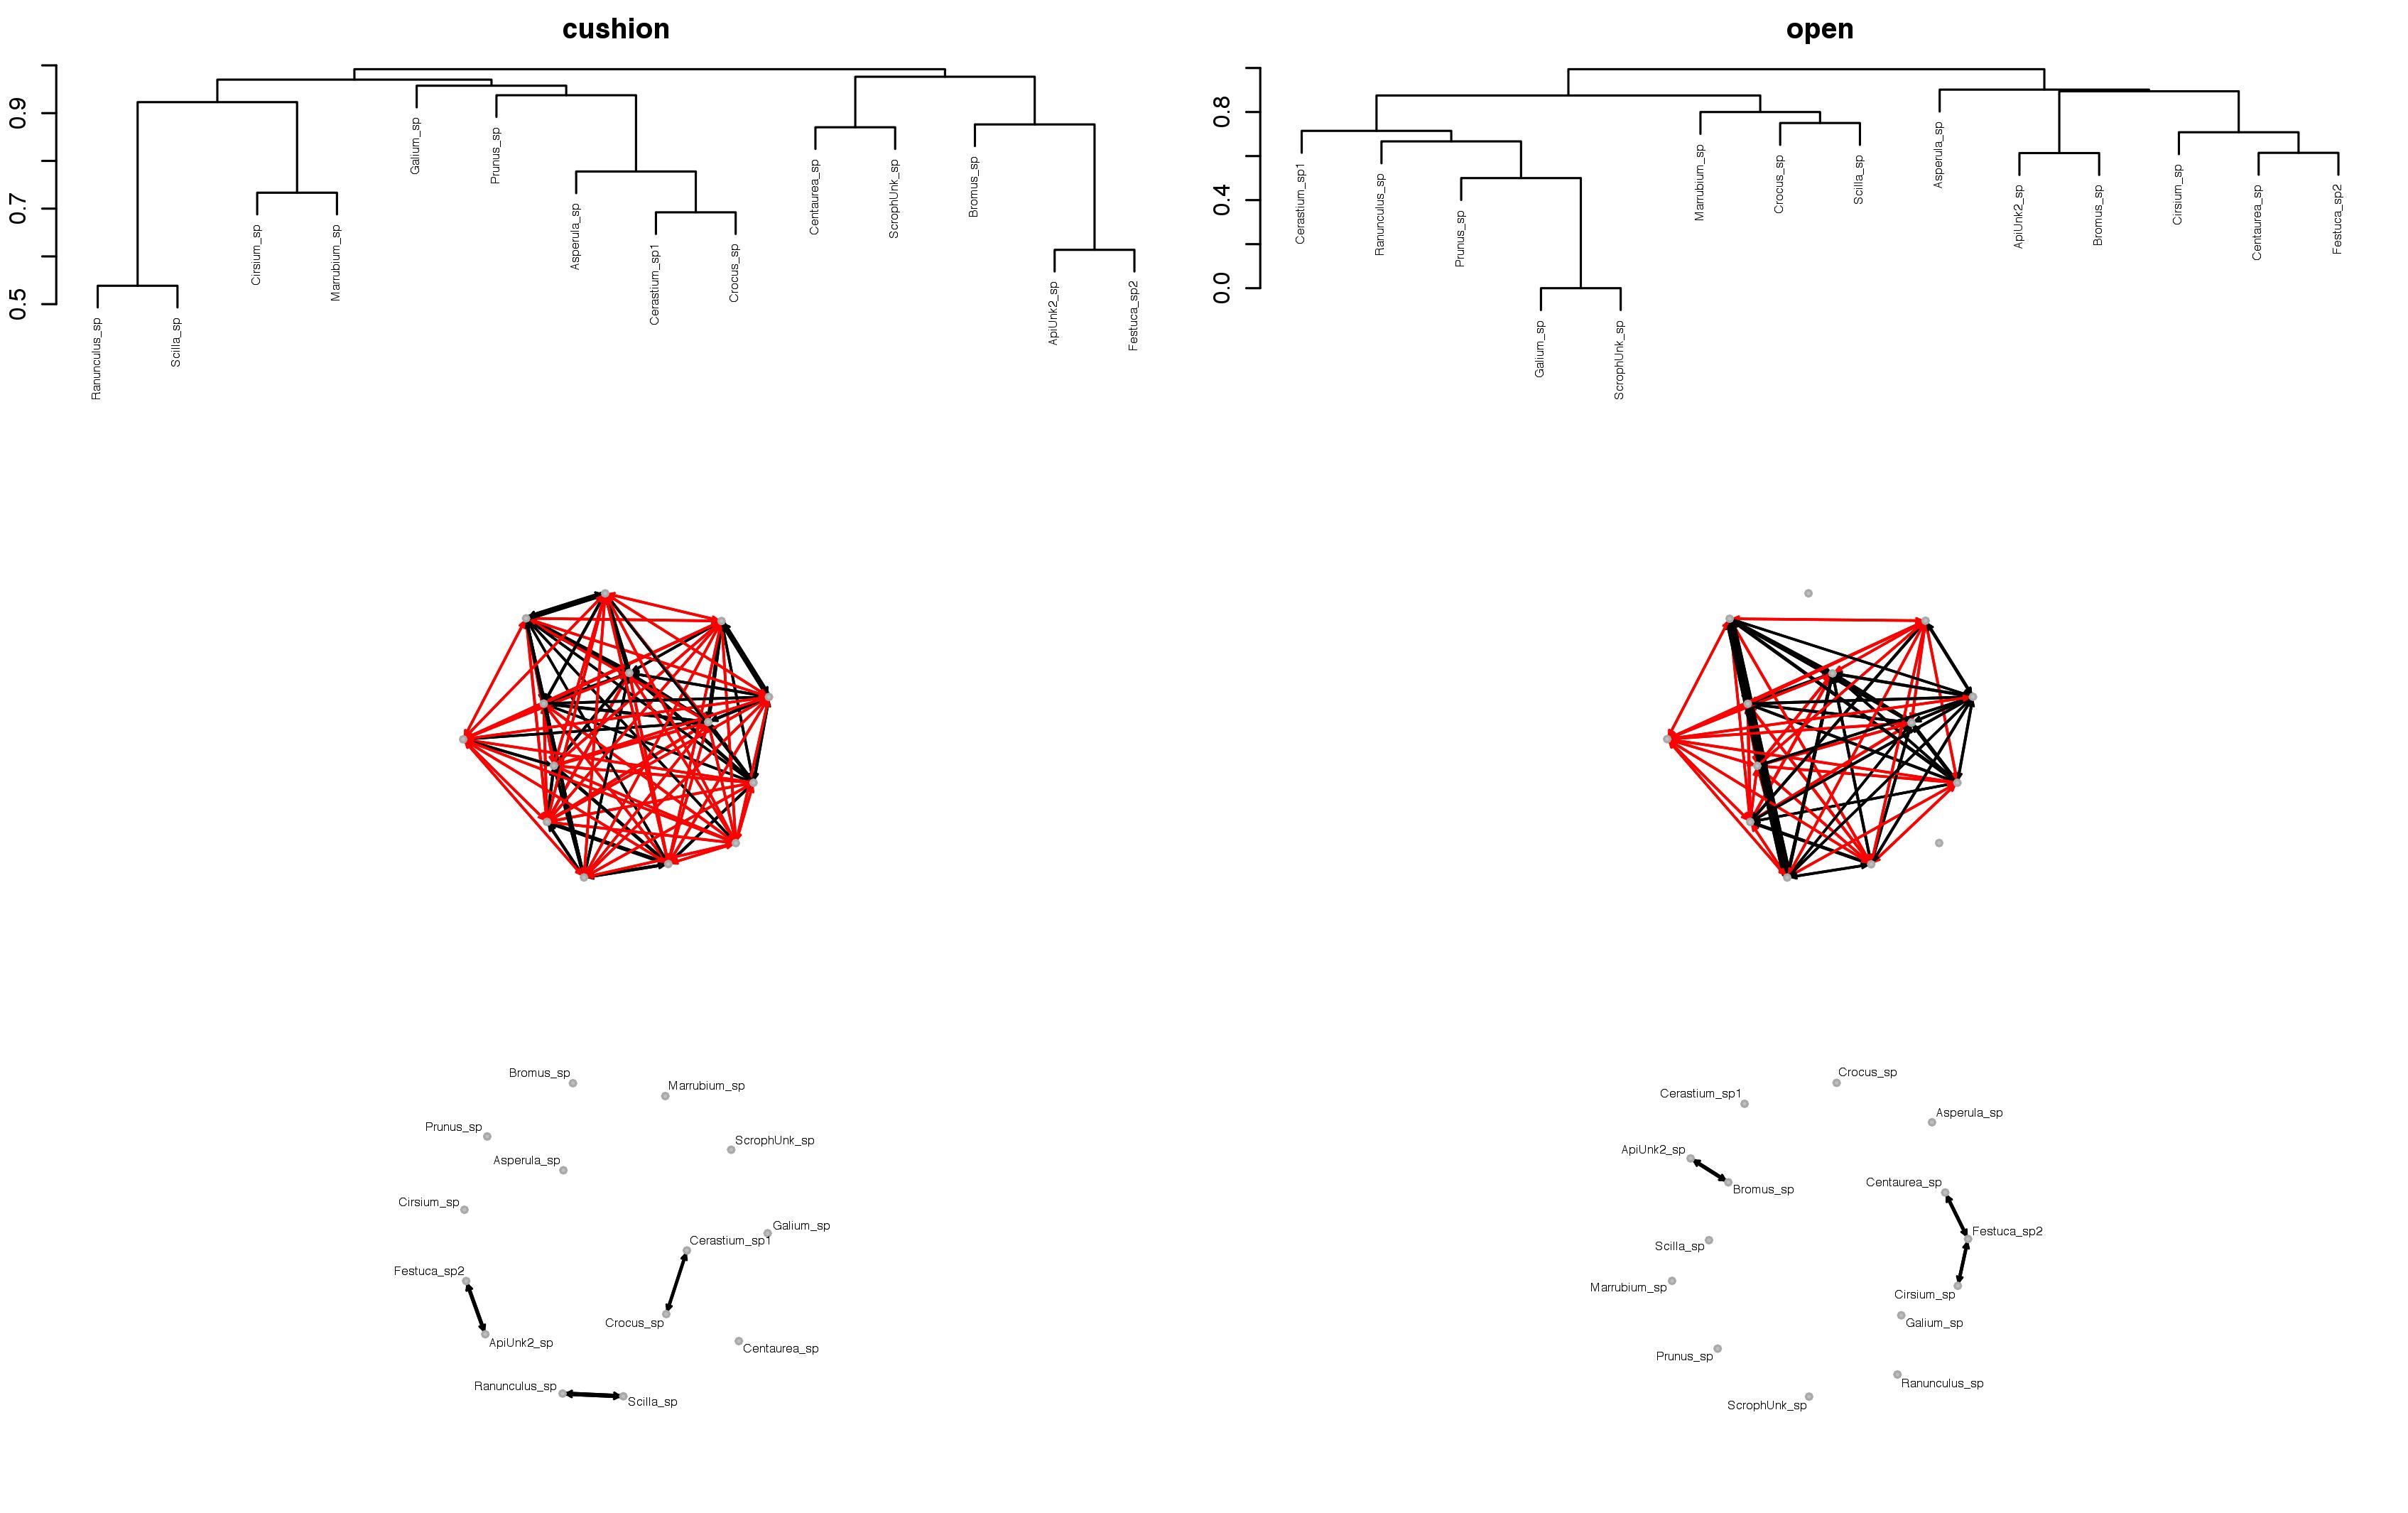 cushion
open
0.9
0.7
0.5
Ranunculus_sp
Scilla_sp
Cirsium_sp
Marrubium_sp
Galium_sp
Prunus_sp
Asperula_sp
Cerastium_sp1
Crocus_sp
Centaurea_sp
ScrophUnk_sp
Bromus_sp
ApiUnk2_sp
Festuca_sp2
0.8
0.4
0.0
Cerastium_sp1
Ranunculus_sp
Prunus_sp
Galium_sp
ScrophUnk_sp
Marrubium_sp
Crocus_sp
Scilla_sp
Asperula_sp
ApiUnk2_sp
Bromus_sp
Cirsium_sp
Centaurea_sp
Festuca_sp2
Bromus_sp
Marrubium_sp
Prunus_sp
ScrophUnk_sp
Asperula_sp
Cirsium_sp
Galium_sp
Cerastium_sp1
Festuca_sp2
Crocus_sp
ApiUnk2_sp
Centaurea_sp
Ranunculus_sp
Scilla_sp
Crocus_sp
Cerastium_sp1
Asperula_sp
ApiUnk2_sp
Centaurea_sp
Bromus_sp
Festuca_sp2
Scilla_sp
Marrubium_sp
Cirsium_sp
Galium_sp
Prunus_sp
Ranunculus_sp
ScrophUnk_sp